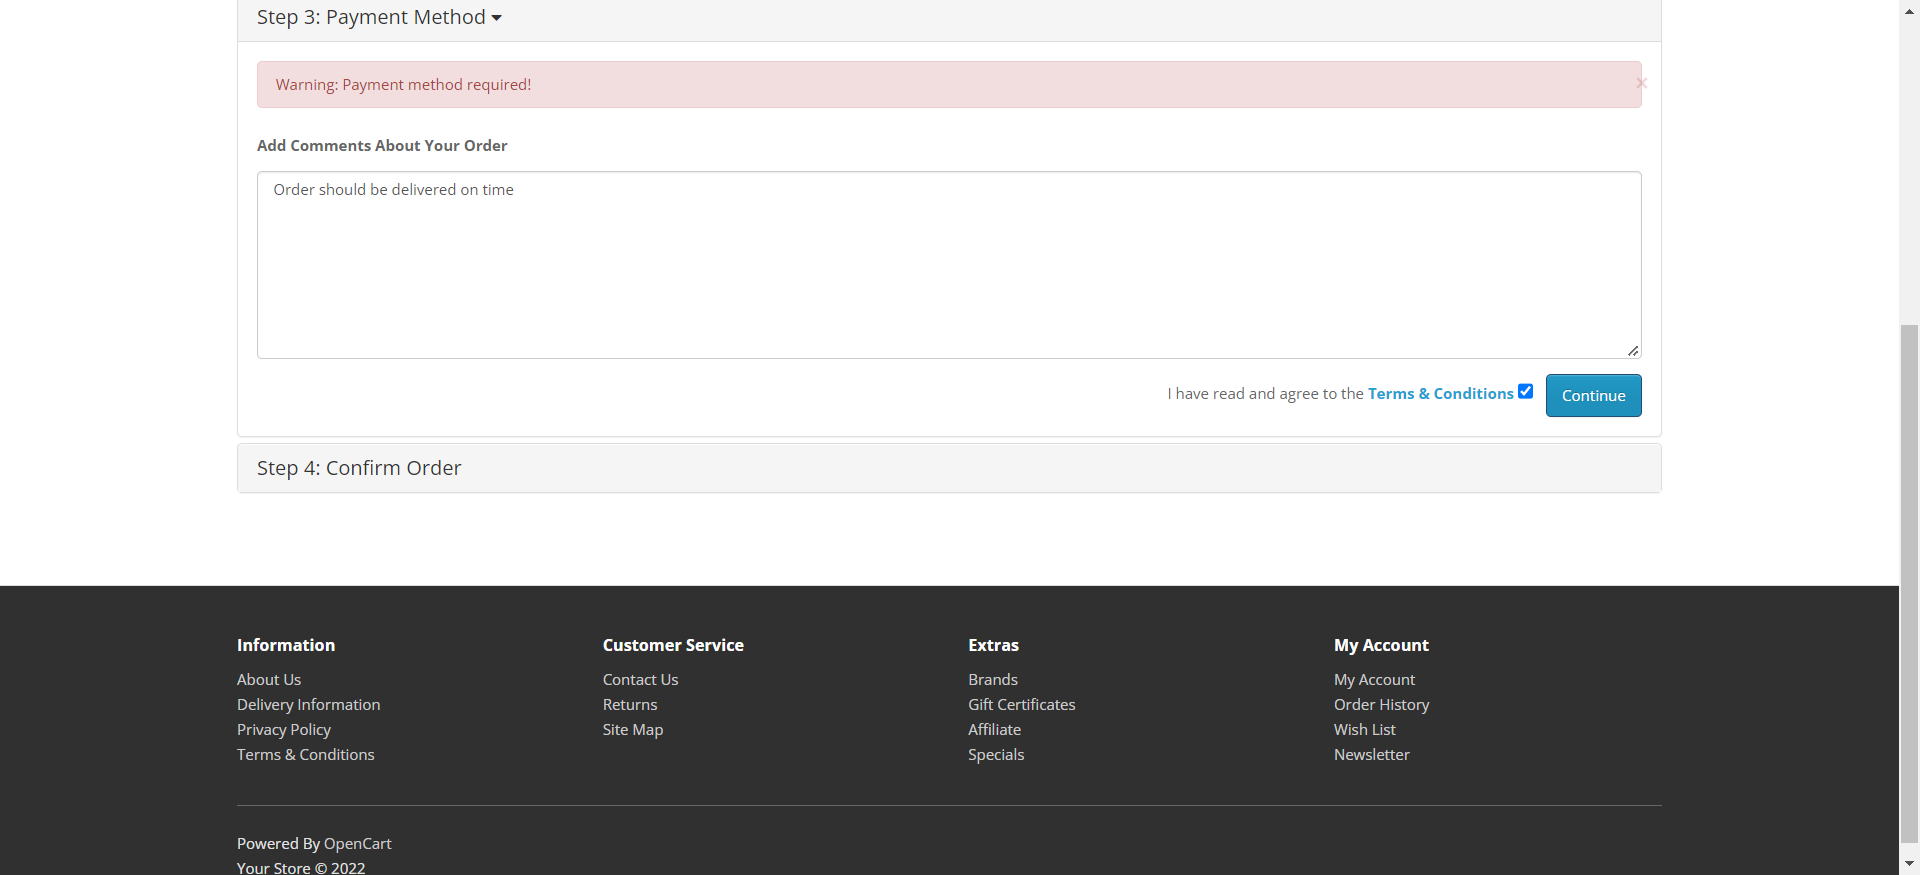 Step 3: Payment Method
Warning: Payment method required!
×
Add Comments About Your Order
Order should be delivered on time
I have read and agree to the Terms & Conditions
Continue
Step 4: Confirm Order
Information
About Us
Delivery Information
Privacy Policy
Terms & Conditions
Customer Service
Contact Us
Returns
Site Map
Extras
Brands
Gift Certificates
Affiliate
Specials
My Account
My Account
Order History
Wish List
Newsletter
Powered By OpenCart
Your Store © 2022